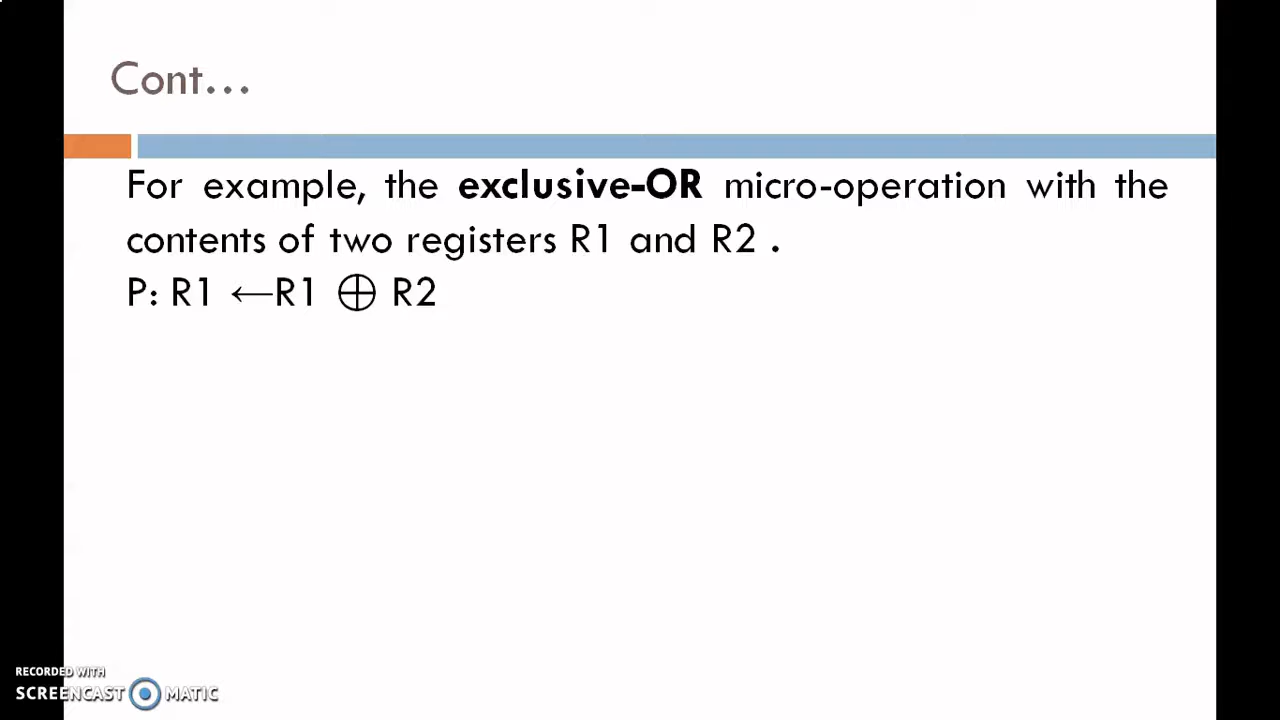 Cont...
For example, the exclusive-OR micro-operation with the
contents of two registers R1 and R2 .
P: R1 ←R1 ⊕ R2
RECORDED WITH
SCREENCAST MATIC